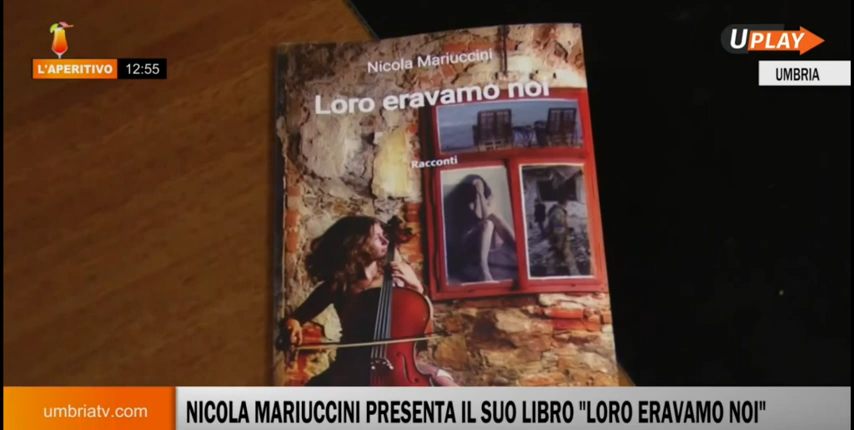 L'APERITIVO 12:55
UPLAY
UMBRIA
Nicola Mariuccini
Loro eravamo noi
Racconti
umbriatv.com
NICOLA MARIUCCINI PRESENTA IL SUO LIBRO "LORO ERAVAMO NOI"